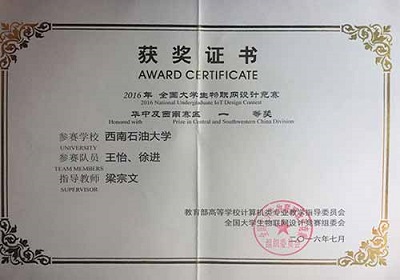 获奖证书
AWARD CERTIFICATE
2016年 全国大学生物联网设计竞赛
2016 National Undergraduate IoT Design Contest
华中及西南赛区 一 等奖
Honored with Prize in Central and Southwestern China Division
参赛学校 西南石油大学
UNIVERSITY
参赛队员 王怡、徐进
TEAM MEMBERS
指导教师 梁宗文
SUPERVISOR
教育部高等学校计算机类专业教学指导委员会
全国大学生物联网设计竞赛组委会
二〇一六年七月